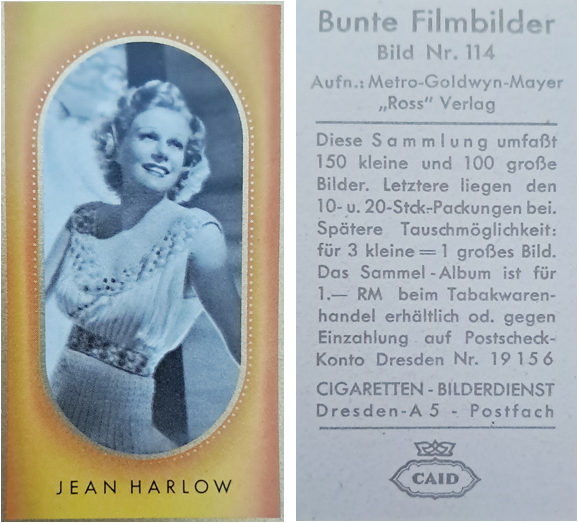 JEAN HARLOW
Bunte Filmbilder
Bild Nr. 114
Aufn.: Metro-Goldwyn-Mayer
„Ross" Verlag
Diese Sammlung umfaßt
150 kleine und 100 große
Bilder. Letztere liegen den
10- u. 20-Stck.-Packungen bei.
Spätere Tauschmöglichkeit:
für 3 kleine = 1 großes Bild.
Das Sammel-Album ist für
1.— RM beim Tabakwaren-
handel erhältlich od. gegen
Einzahlung auf Postscheck-
Konto Dresden Nr. 19 156
CIGARETTEN-BILDERDIENST
Dresden-A 5 - Postfach
CAID